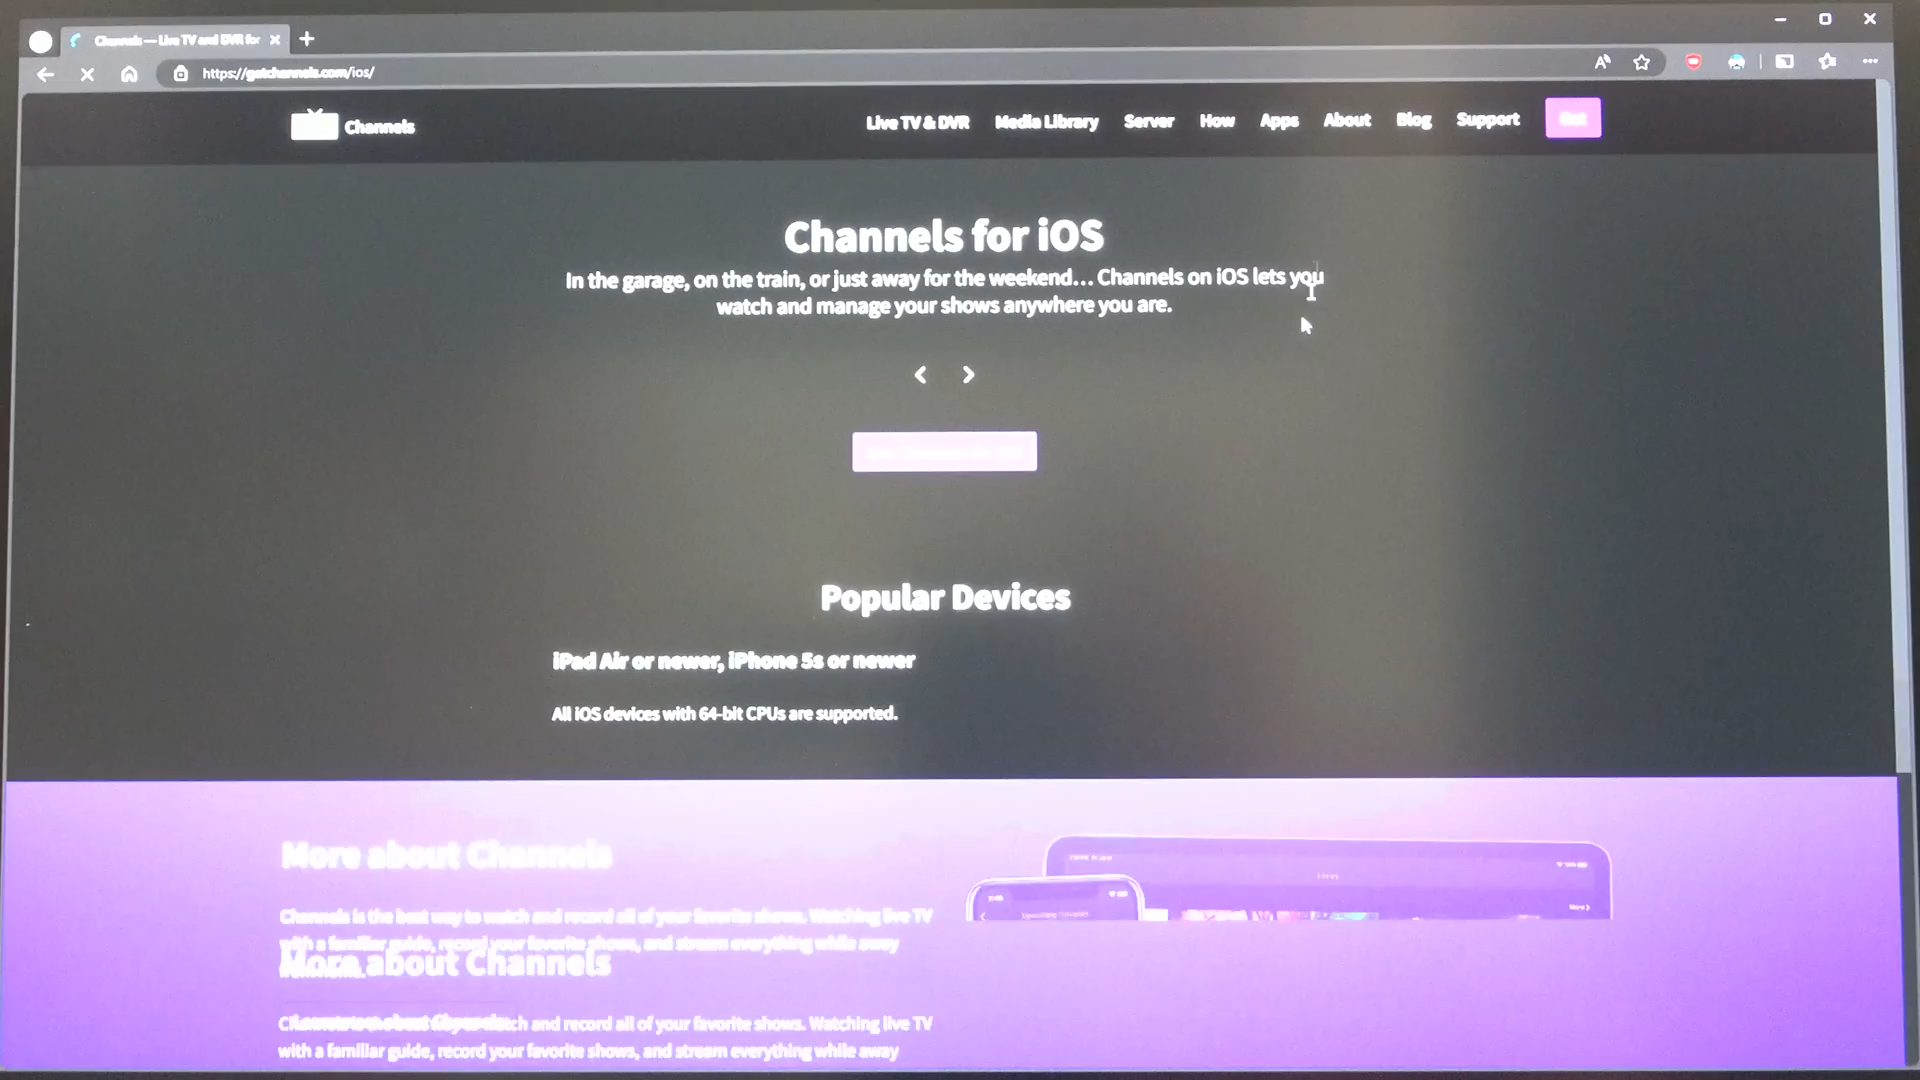 Channels — Live TV and DVR for
https://getchannels.com/ios/
Channels
Live TV & DVR Media Library Server How Apps About Blog Support Get
Channels for iOS
In the garage, on the train, or just away for the weekend... Channels on iOS lets you
watch and manage your shows anywhere you are.
Popular Devices
iPad Air or newer, iPhone 5s or newer
All iOS devices with 64-bit CPUs are supported.
More about Channels
Channels is the best way to watch and record all of your favorite shows. Watching live TV
with a familiar guide, record your favorite shows, and stream everything while away
More about Channels
and record all of your favorite shows. Watching live TV
with a familiar guide, record your favorite shows, and stream everything while away